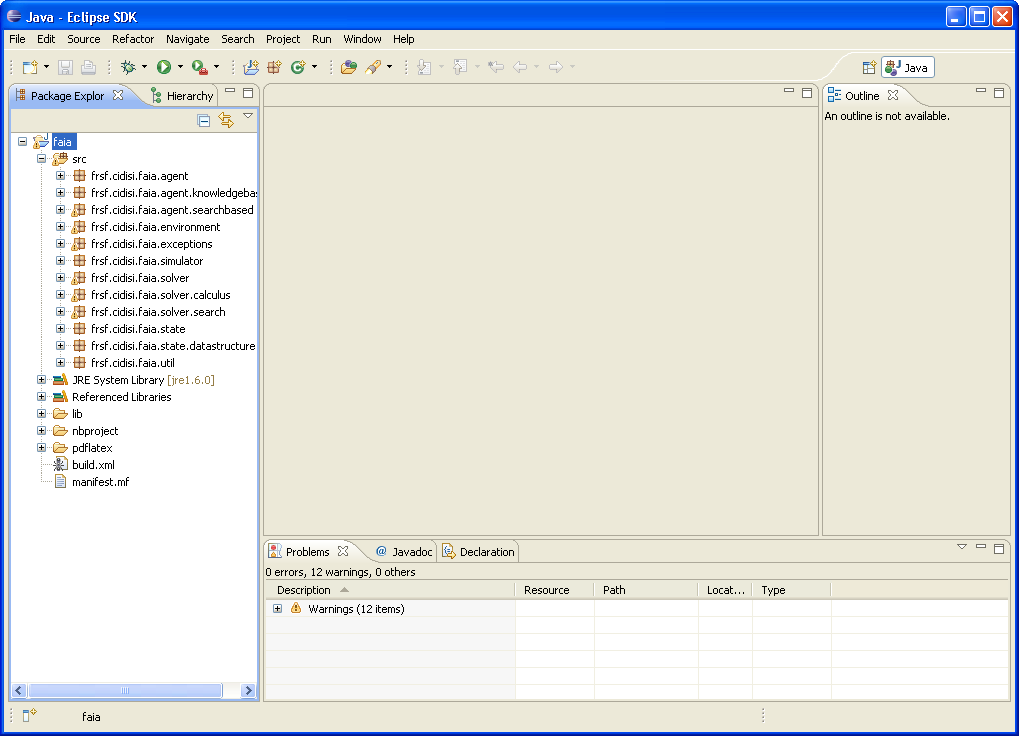 Java - Eclipse SDK
File Edit Source Refactor Navigate Search Project Run Window Help
Java
Package Explor Hierarchy
Outline
An outline is not available.
faia
src
frsf.cidisi.faia.agent
frsf.cidisi.faia.agent.knowledgebas
frsf.cidisi.faia.agent.searchbased
frsf.cidisi.faia.environment
frsf.cidisi.faia.exceptions
frsf.cidisi.faia.simulator
frsf.cidisi.faia.solver
frsf.cidisi.faia.solver.calculus
frsf.cidisi.faia.solver.search
frsf.cidisi.faia.state
frsf.cidisi.faia.state.datastructure
frsf.cidisi.faia.util
JRE System Library [jre1.6.0]
Referenced Libraries
lib
nbproject
pdflatex
build.xml
manifest.mf
Problems @ Javadoc Declaration
0 errors, 12 warnings, 0 others
Description Resource Path Locat... Type
Warnings (12 items)
faia